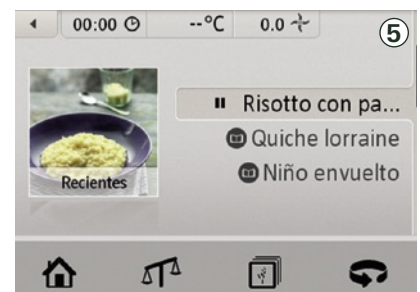 00:00 --°C 0.0
5
Risotto con pa...
Quiche lorraine
Niño envuelto
Recientes